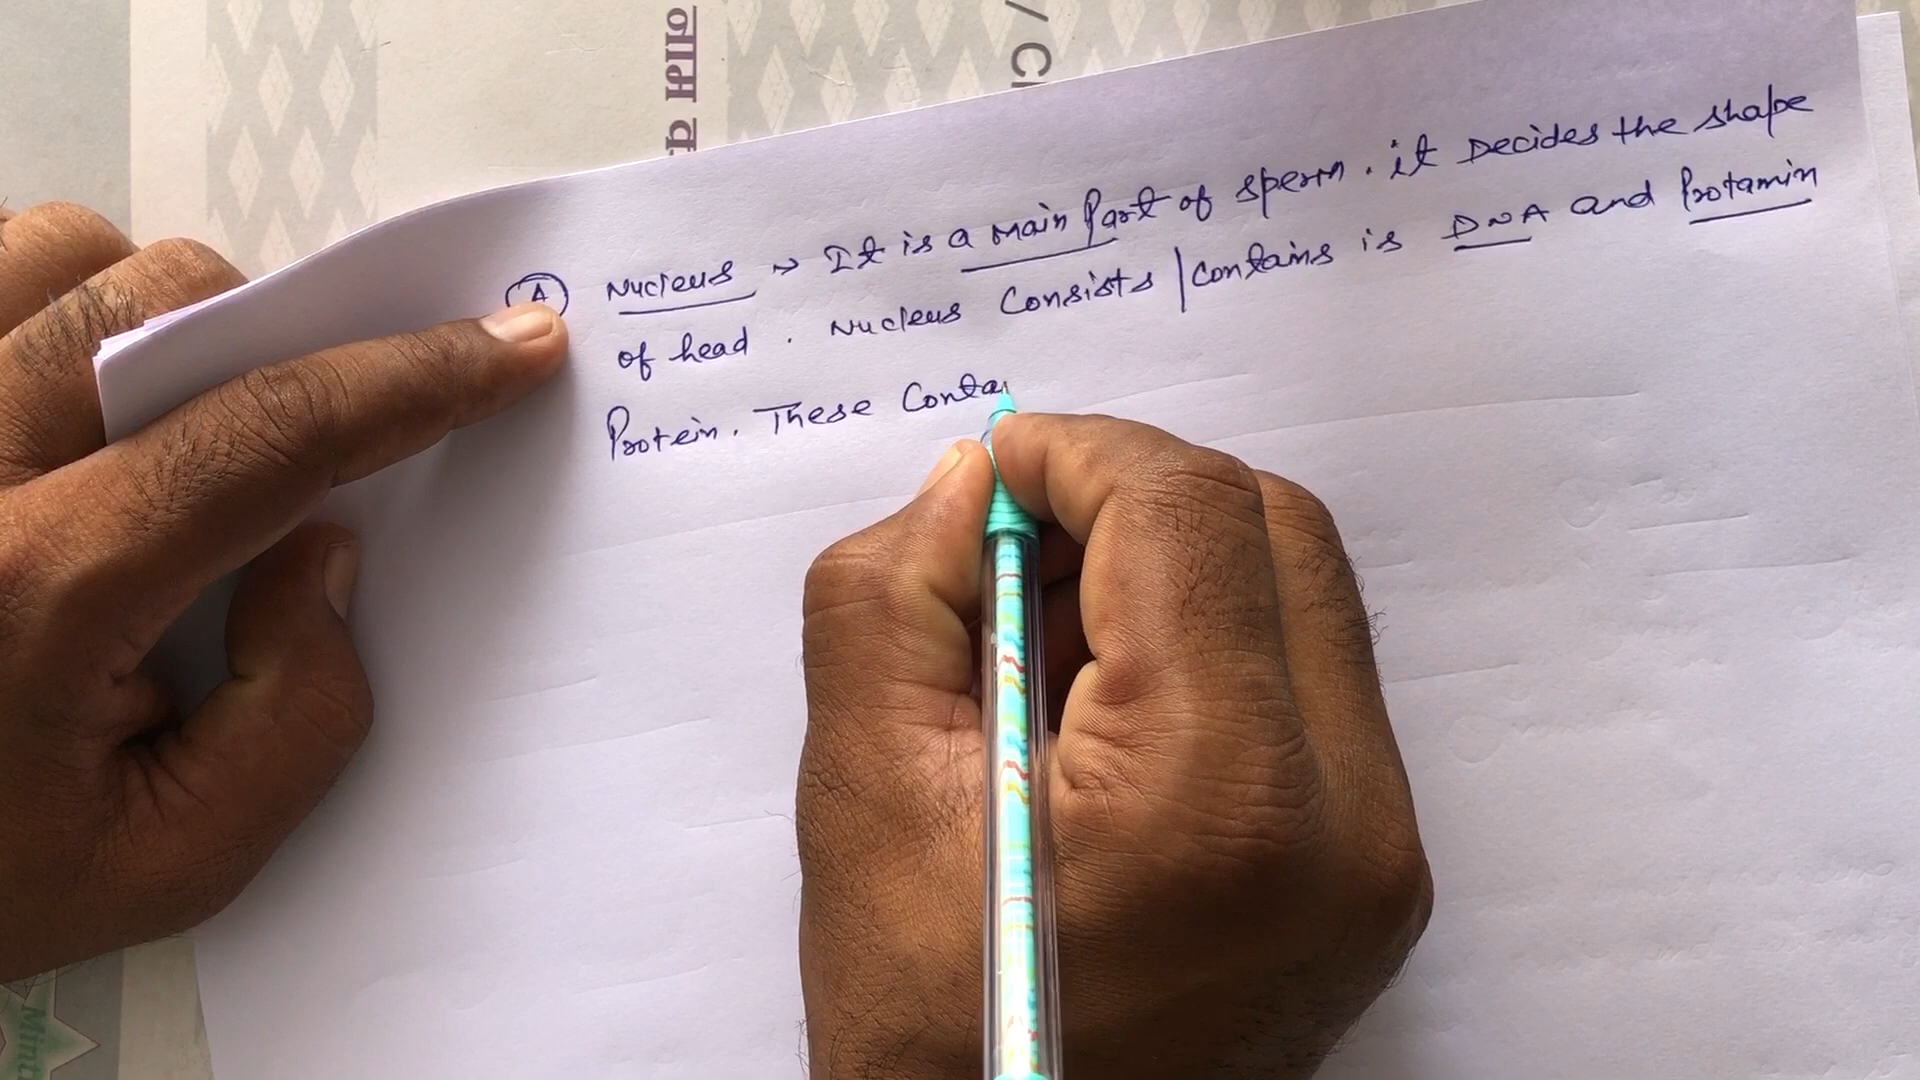 A Nucleus → It is a main Part of sperm. it Decides the shape
of head. Nucleus Consists / Contains is DNA and Protamin
Protein. These Conta
/ C
Mint